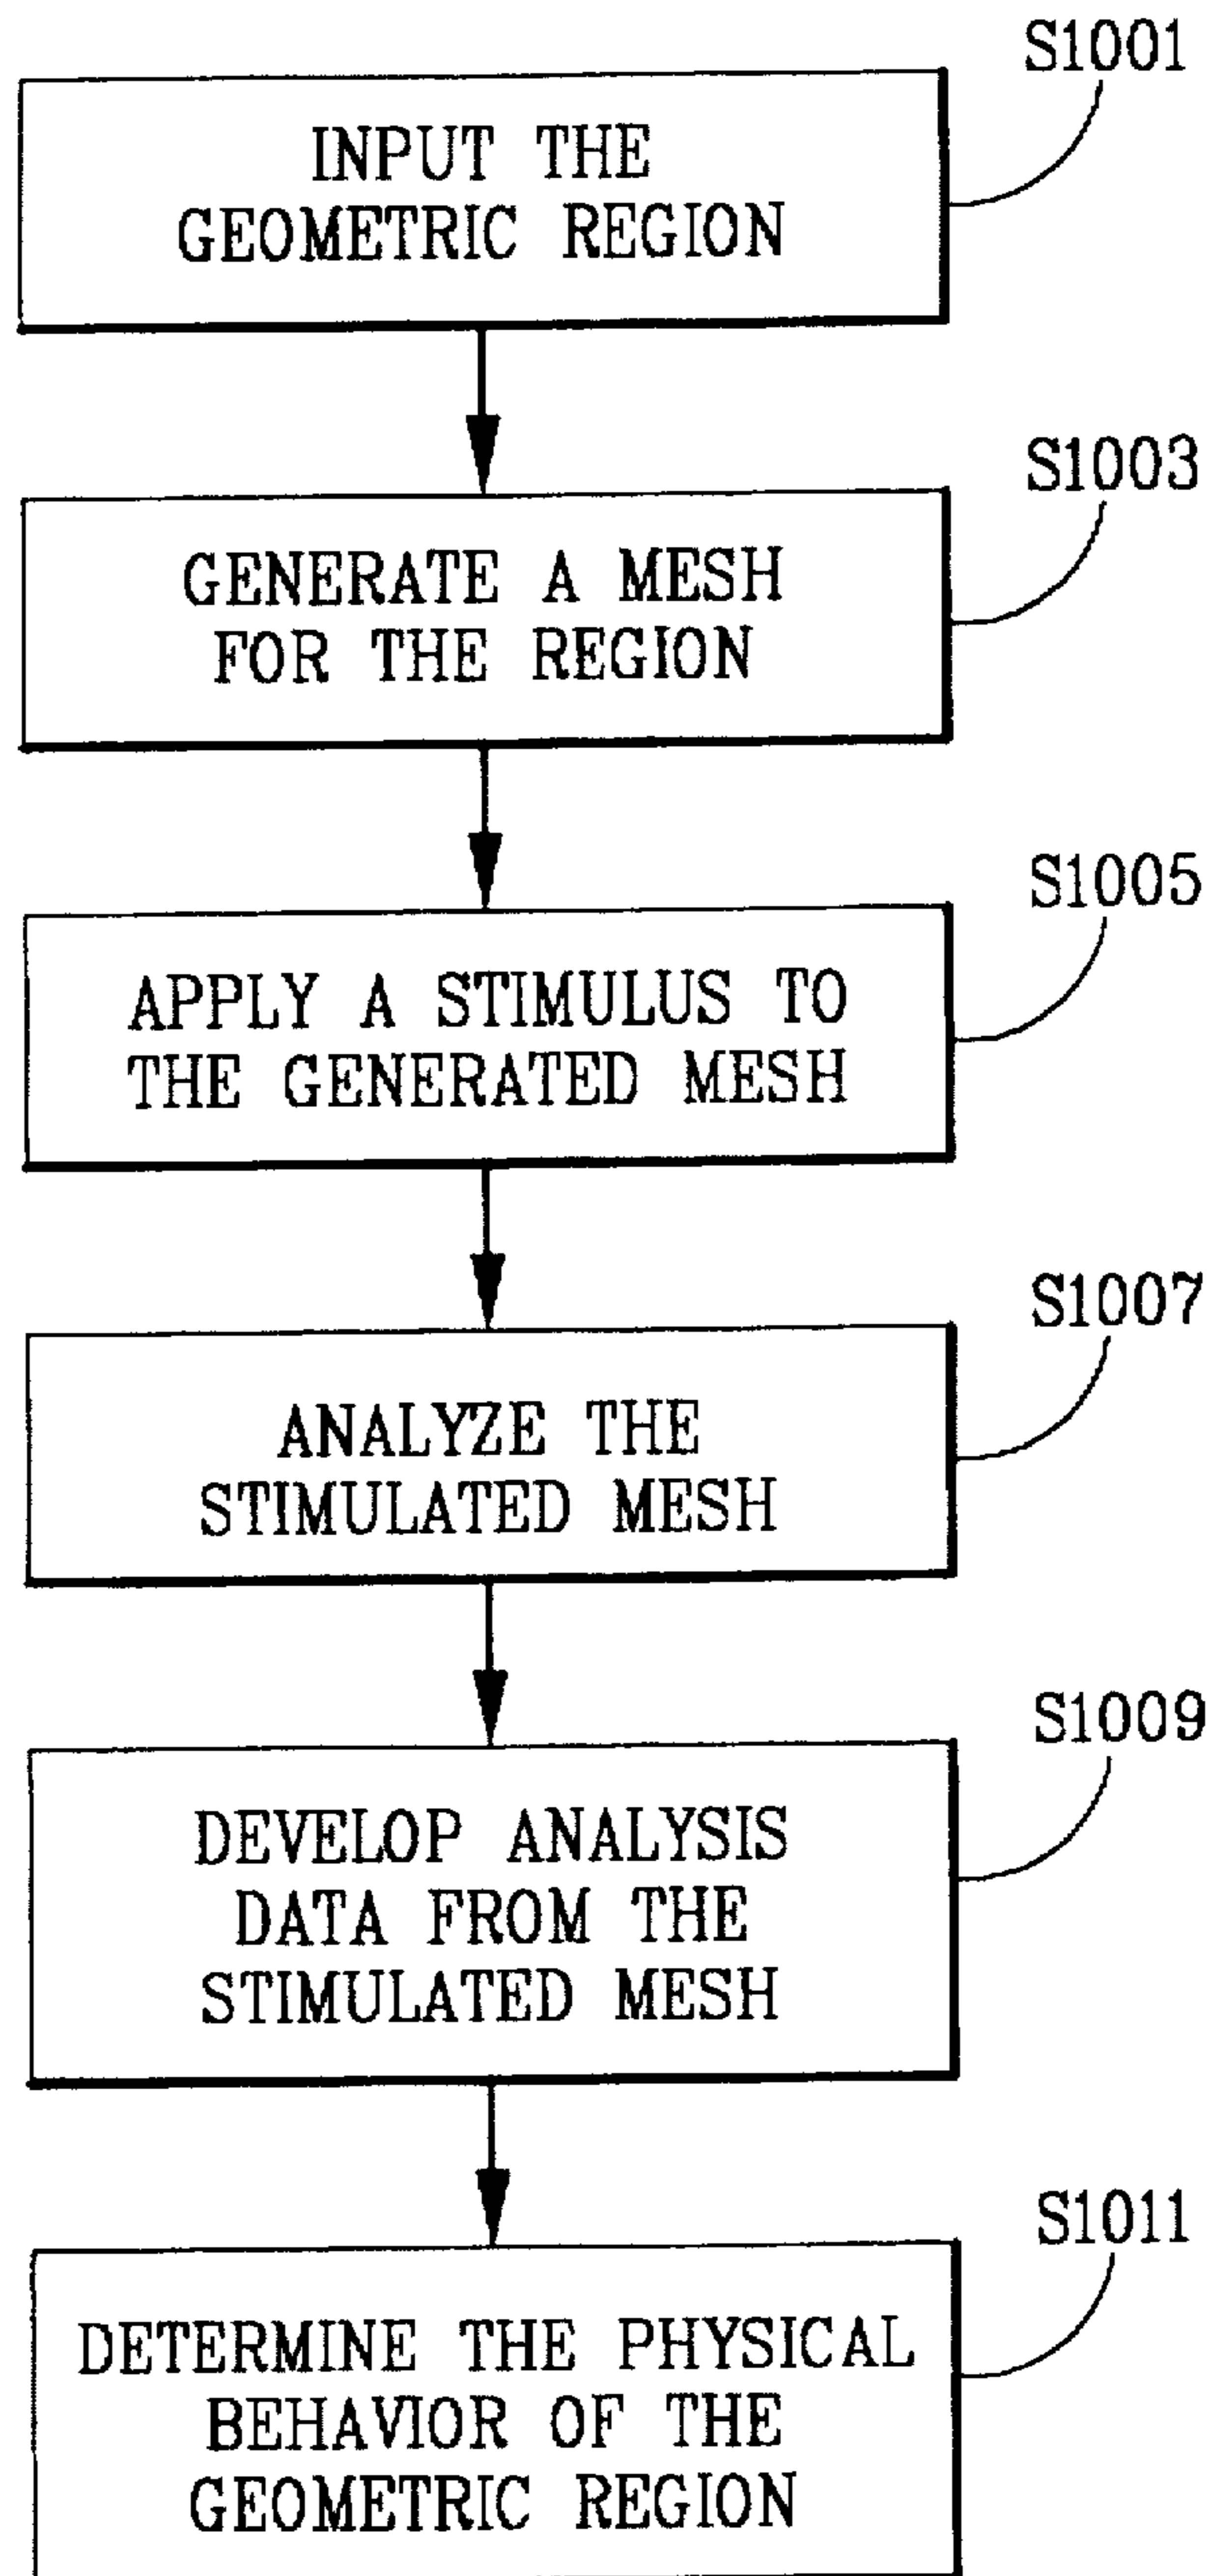 S1001
INPUT THE
GEOMETRIC REGION
S1003
GENERATE A MESH
FOR THE REGION
S1005
APPLY A STIMULUS TO
THE GENERATED MESH
S1007
ANALYZE THE
STIMULATED MESH
S1009
DEVELOP ANALYSIS
DATA FROM THE
STIMULATED MESH
S1011
DETERMINE THE PHYSICAL
BEHAVIOR OF THE
GEOMETRIC REGION